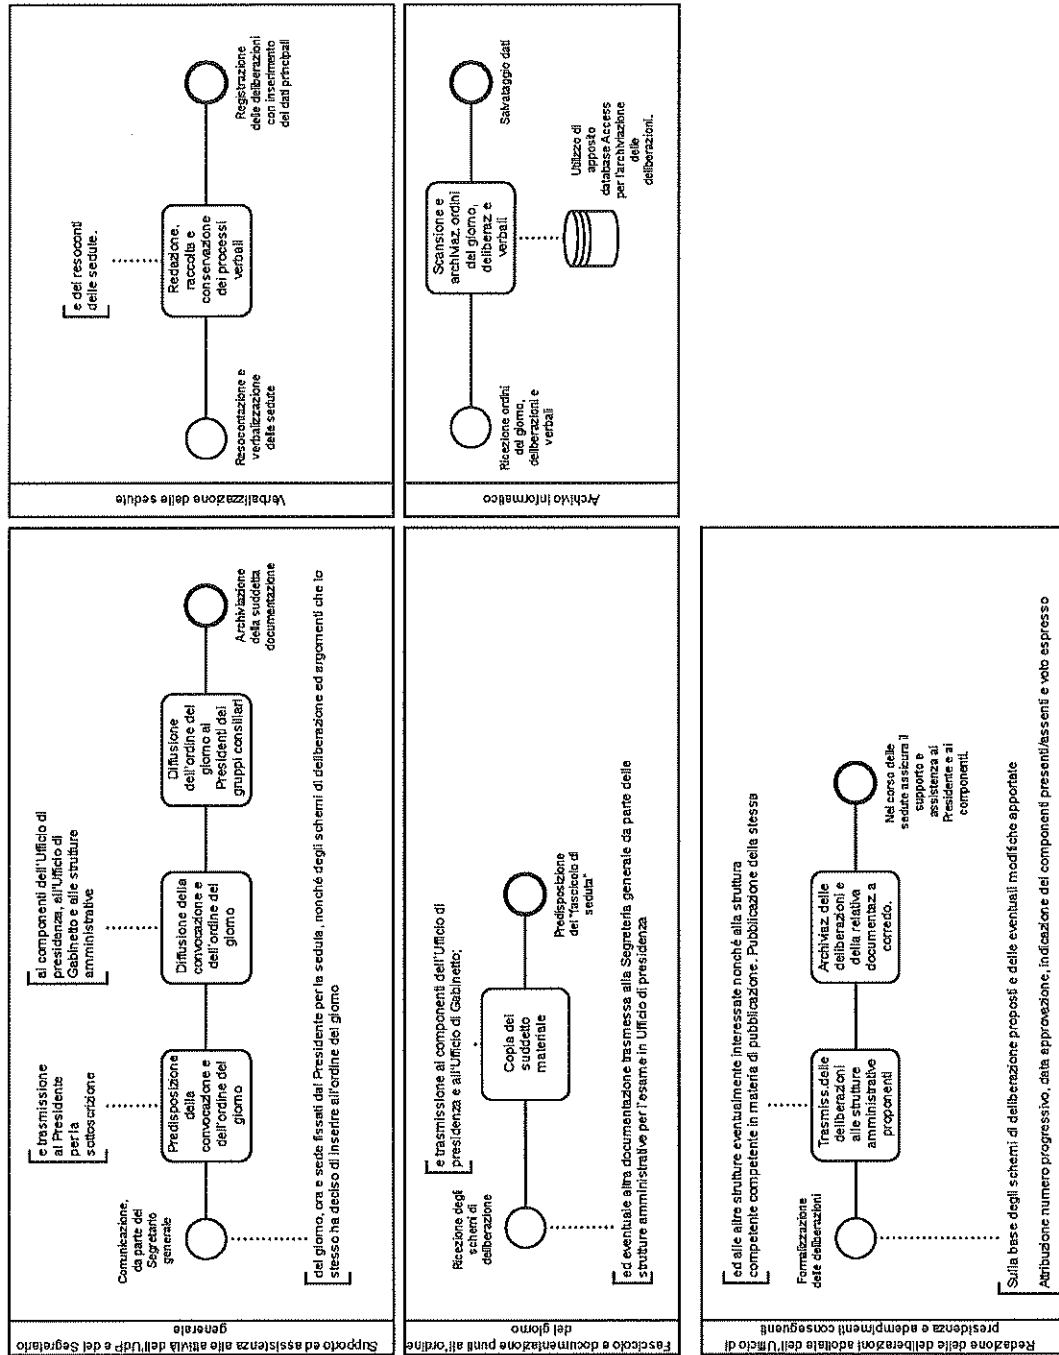 Supporto ed assistenza alle attività dell'UdP e del Segretario
generale
Comunicazione,
da parte del
Segretario
generale
del giorno, ora e sede fissati dal Presidente per la seduta, nonché degli schemi di deliberazione ed argomenti che lo
stesso ha deciso di inserire all'ordine del giorno
e trasmissione
al Presidente
per la
sottoscrizione
Predisposizione
della
convocazione e
dell'ordine del
giorno
ai componenti dell'Ufficio di
presidenza, all'Ufficio di
Gabinetto e alle strutture
amministrative
Diffusione della
convocazione e
dell'ordine del
giorno
Diffusione
dell'ordine del
giorno ai
Presidenti dei
gruppi consiliari
Archiviazione
della suddetta
documentazione
Verbalizzazione delle sedute
Resocontazione e
verbalizzazione
delle sedute
e dei resoconti
delle sedute.
Redazione,
raccolta e
conservazione
dei processi
verbali
Registrazione
delle deliberazioni
con inserimento
dei dati principali
Fascicolo e documentazione punti all'ordine
del giorno
Ricezione degli
schemi di
deliberazione
ed eventuale altra documentazione trasmessa alla Segreteria generale da parte delle
strutture amministrative per l'esame in Ufficio di presidenza
e trasmissione ai componenti dell'Ufficio di
presidenza e all'Ufficio di Gabinetto;
Copia del
suddetto
materiale
Predisposizione
del "fascicolo di
seduta"
Archivio Informatico
Ricezione ordini
del giorno,
deliberazioni e
verbali
Scansione e
archiviaz. ordini
del giorno,
deliberaz e
verbali
Utilizzo di
apposito
database Access
per l'archiviazione
delle
deliberazioni.
Salvataggio dati
Redazione delle deliberazioni adottate dell'Ufficio di
presidenza e adempimenti conseguenti
Formalizzazione
delle deliberazioni
Sulla base degli schemi di deliberazione proposti e delle eventuali modifiche apportate
Attribuzione numero progressivo, data approvazione, indicazione dei componenti presenti/assenti e voto espresso
ed alle altre strutture eventualmente interessate nonché alla struttura
competente competente in materia di pubblicazione. Pubblicazione della stessa
Trasmiss.delle
deliberazioni
alle strutture
amministrative
proponenti
Archiviaz. delle
deliberazioni e
della relativa
documentaz a
corredo.
Nel corso delle
sedute assicura il
supporto e
assistenza al
Presidente e ai
componenti.